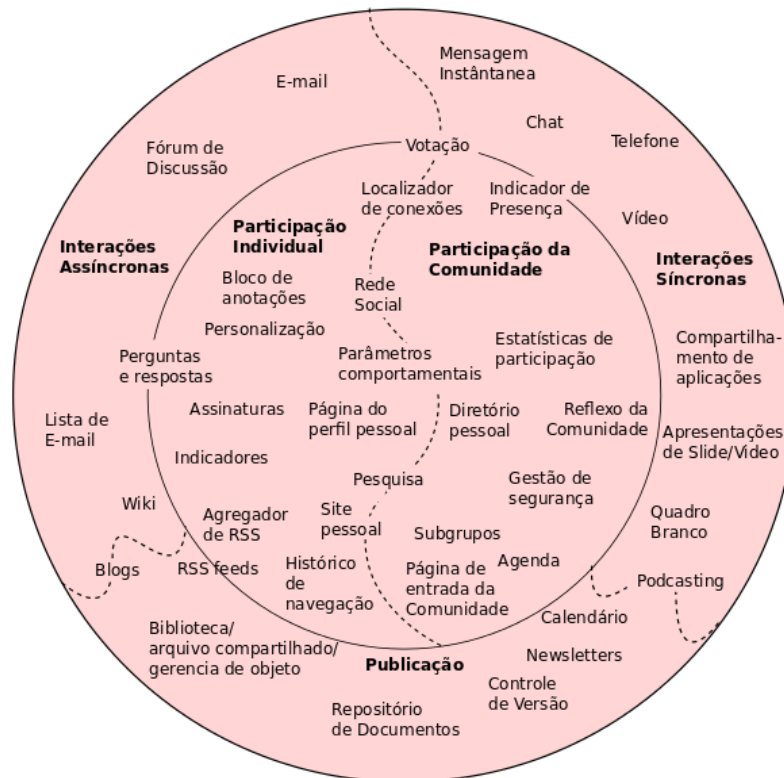 Mensagem
Instântanea
E-mail
Chat
Telefone
Fórum de
Discussão
Votação
Localizador
de conexões
Indicador de
Presença
Vídeo
Participação
Individual
Interações
Assíncronas
Participação da
Comunidade
Interações
Síncronas
Bloco de
anotações
Rede
Social
Personalização
Estatísticas de
participação
Compartilha-
mento de
aplicações
Perguntas
e respostas
Parâmetros
comportamentais
Lista de
E-mail
Assinaturas
Página do
perfil pessoal
Diretório
pessoal
Reflexo da
Comunidade
Apresentações
de Slide/Vídeo
Indicadores
Pesquisa
Gestão de
segurança
Wiki
Agregador
de RSS
Site
pessoal
Subgrupos
Quadro
Branco
Blogs
RSS feeds
Histórico
de
navegação
Página de
entrada da
Comunidade
Agenda
Podcasting
Calendário
Biblioteca/
arquivo compartilhado/
gerencia de objeto
Publicação
Newsletters
Controle
de Versão
Repositório
de Documentos